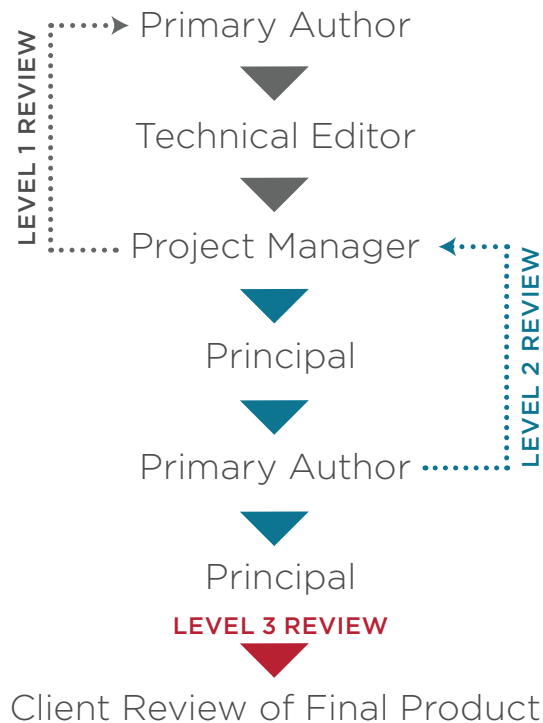 Primary Author
LEVEL 1 REVIEW
Technical Editor
Project Manager
LEVEL 2 REVIEW
Principal
Primary Author
Principal
LEVEL 3 REVIEW
Client Review of Final Product